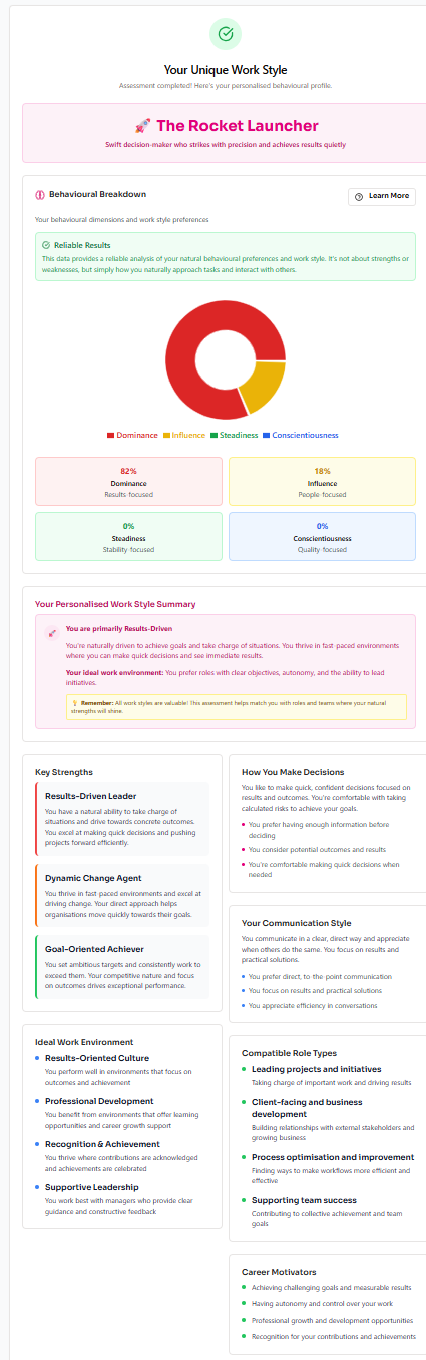 Your Unique Work Style
Assessment completed! Here's your personalised behavioural profile.
🚀 The Rocket Launcher
Swift decision-maker who strikes with precision and achieves results quietly
Behavioural Breakdown
Learn More
Your behavioural dimensions and work style preferences
Reliable Results
This data provides a reliable analysis of your natural behavioural preferences and work style. It's not about strengths or
weaknesses, but simply how you naturally approach tasks and interact with others.
Dominance Influence Steadiness Conscientiousness
82%
Dominance
Results-focused
18%
Influence
People-focused
0%
Steadiness
Stability-focused
0%
Conscientiousness
Quality-focused
Your Personalised Work Style Summary
You are primarily Results-Driven
You're naturally driven to achieve goals and take charge of situations. You thrive in fast-paced environments
where you can make quick decisions and see immediate results.
Your ideal work environment: You prefer roles with clear objectives, autonomy, and the ability to lead
initiatives.
💡 Remember: All work styles are valuable! This assessment helps match you with roles and teams where your natural
strengths will shine.
Key Strengths
Results-Driven Leader
You have a natural ability to take charge of
situations and drive towards concrete outcomes.
You excel at making quick decisions and pushing
projects forward efficiently.
Dynamic Change Agent
You thrive in fast-paced environments and excel at
driving change. Your direct approach helps
organisations move quickly towards their goals.
Goal-Oriented Achiever
You set ambitious targets and consistently work to
exceed them. Your competitive nature and focus
on outcomes drives exceptional performance.
Ideal Work Environment
Results-Oriented Culture
You perform well in environments that focus on
outcomes and achievement
Professional Development
You benefit from environments that offer learning
opportunities and career growth support
Recognition & Achievement
You thrive where contributions are acknowledged
and achievements are celebrated
Supportive Leadership
You work best with managers who provide clear
guidance and constructive feedback
How You Make Decisions
You like to make quick, confident decisions focused on
results and outcomes. You're comfortable with taking
calculated risks to achieve your goals.
You prefer having enough information before
deciding
You consider potential outcomes and results
You're comfortable making quick decisions when
needed
Your Communication Style
You communicate in a clear, direct way and appreciate
when others do the same. You focus on results and
practical solutions.
You prefer direct, to-the-point communication
You focus on results and practical solutions
You appreciate efficiency in conversations
Compatible Role Types
Leading projects and initiatives
Taking charge of important work and driving results
Client-facing and business
development
Building relationships with external stakeholders and
growing business
Process optimisation and improvement
Finding ways to make workflows more efficient and
effective
Supporting team success
Contributing to collective achievement and team
goals
Career Motivators
Achieving challenging goals and measurable results
Having autonomy and control over your work
Professional growth and development opportunities
Recognition for your contributions and achievements